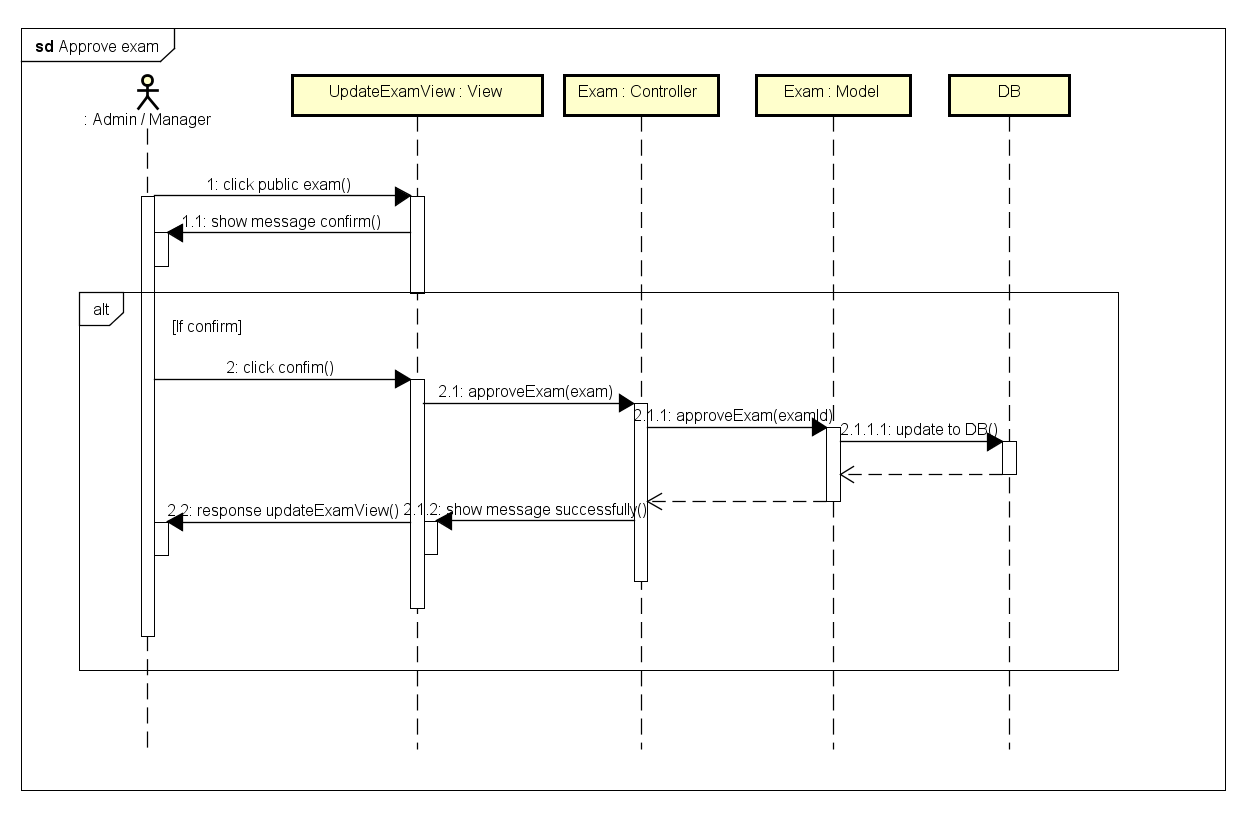 sd Approve exam
: Admin / Manager
UpdateExamView : View
Exam : Controller
Exam : Model
DB
1: click public exam()
1.1: show message confirm()
alt
[If confirm]
2: click confim()
2.1: approveExam(exam)
2.1.1: approveExam(examId)
2.1.1.1: update to DB()
2.2: response updateExamView()
2.1.2: show message successfully()